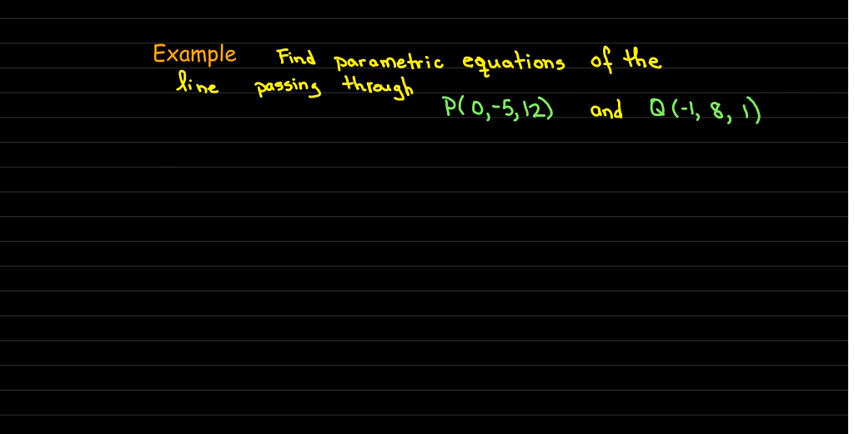 Example Find parametric equations of the
line passing through
P(0,-5,12) and Q(-1, 8, 1)